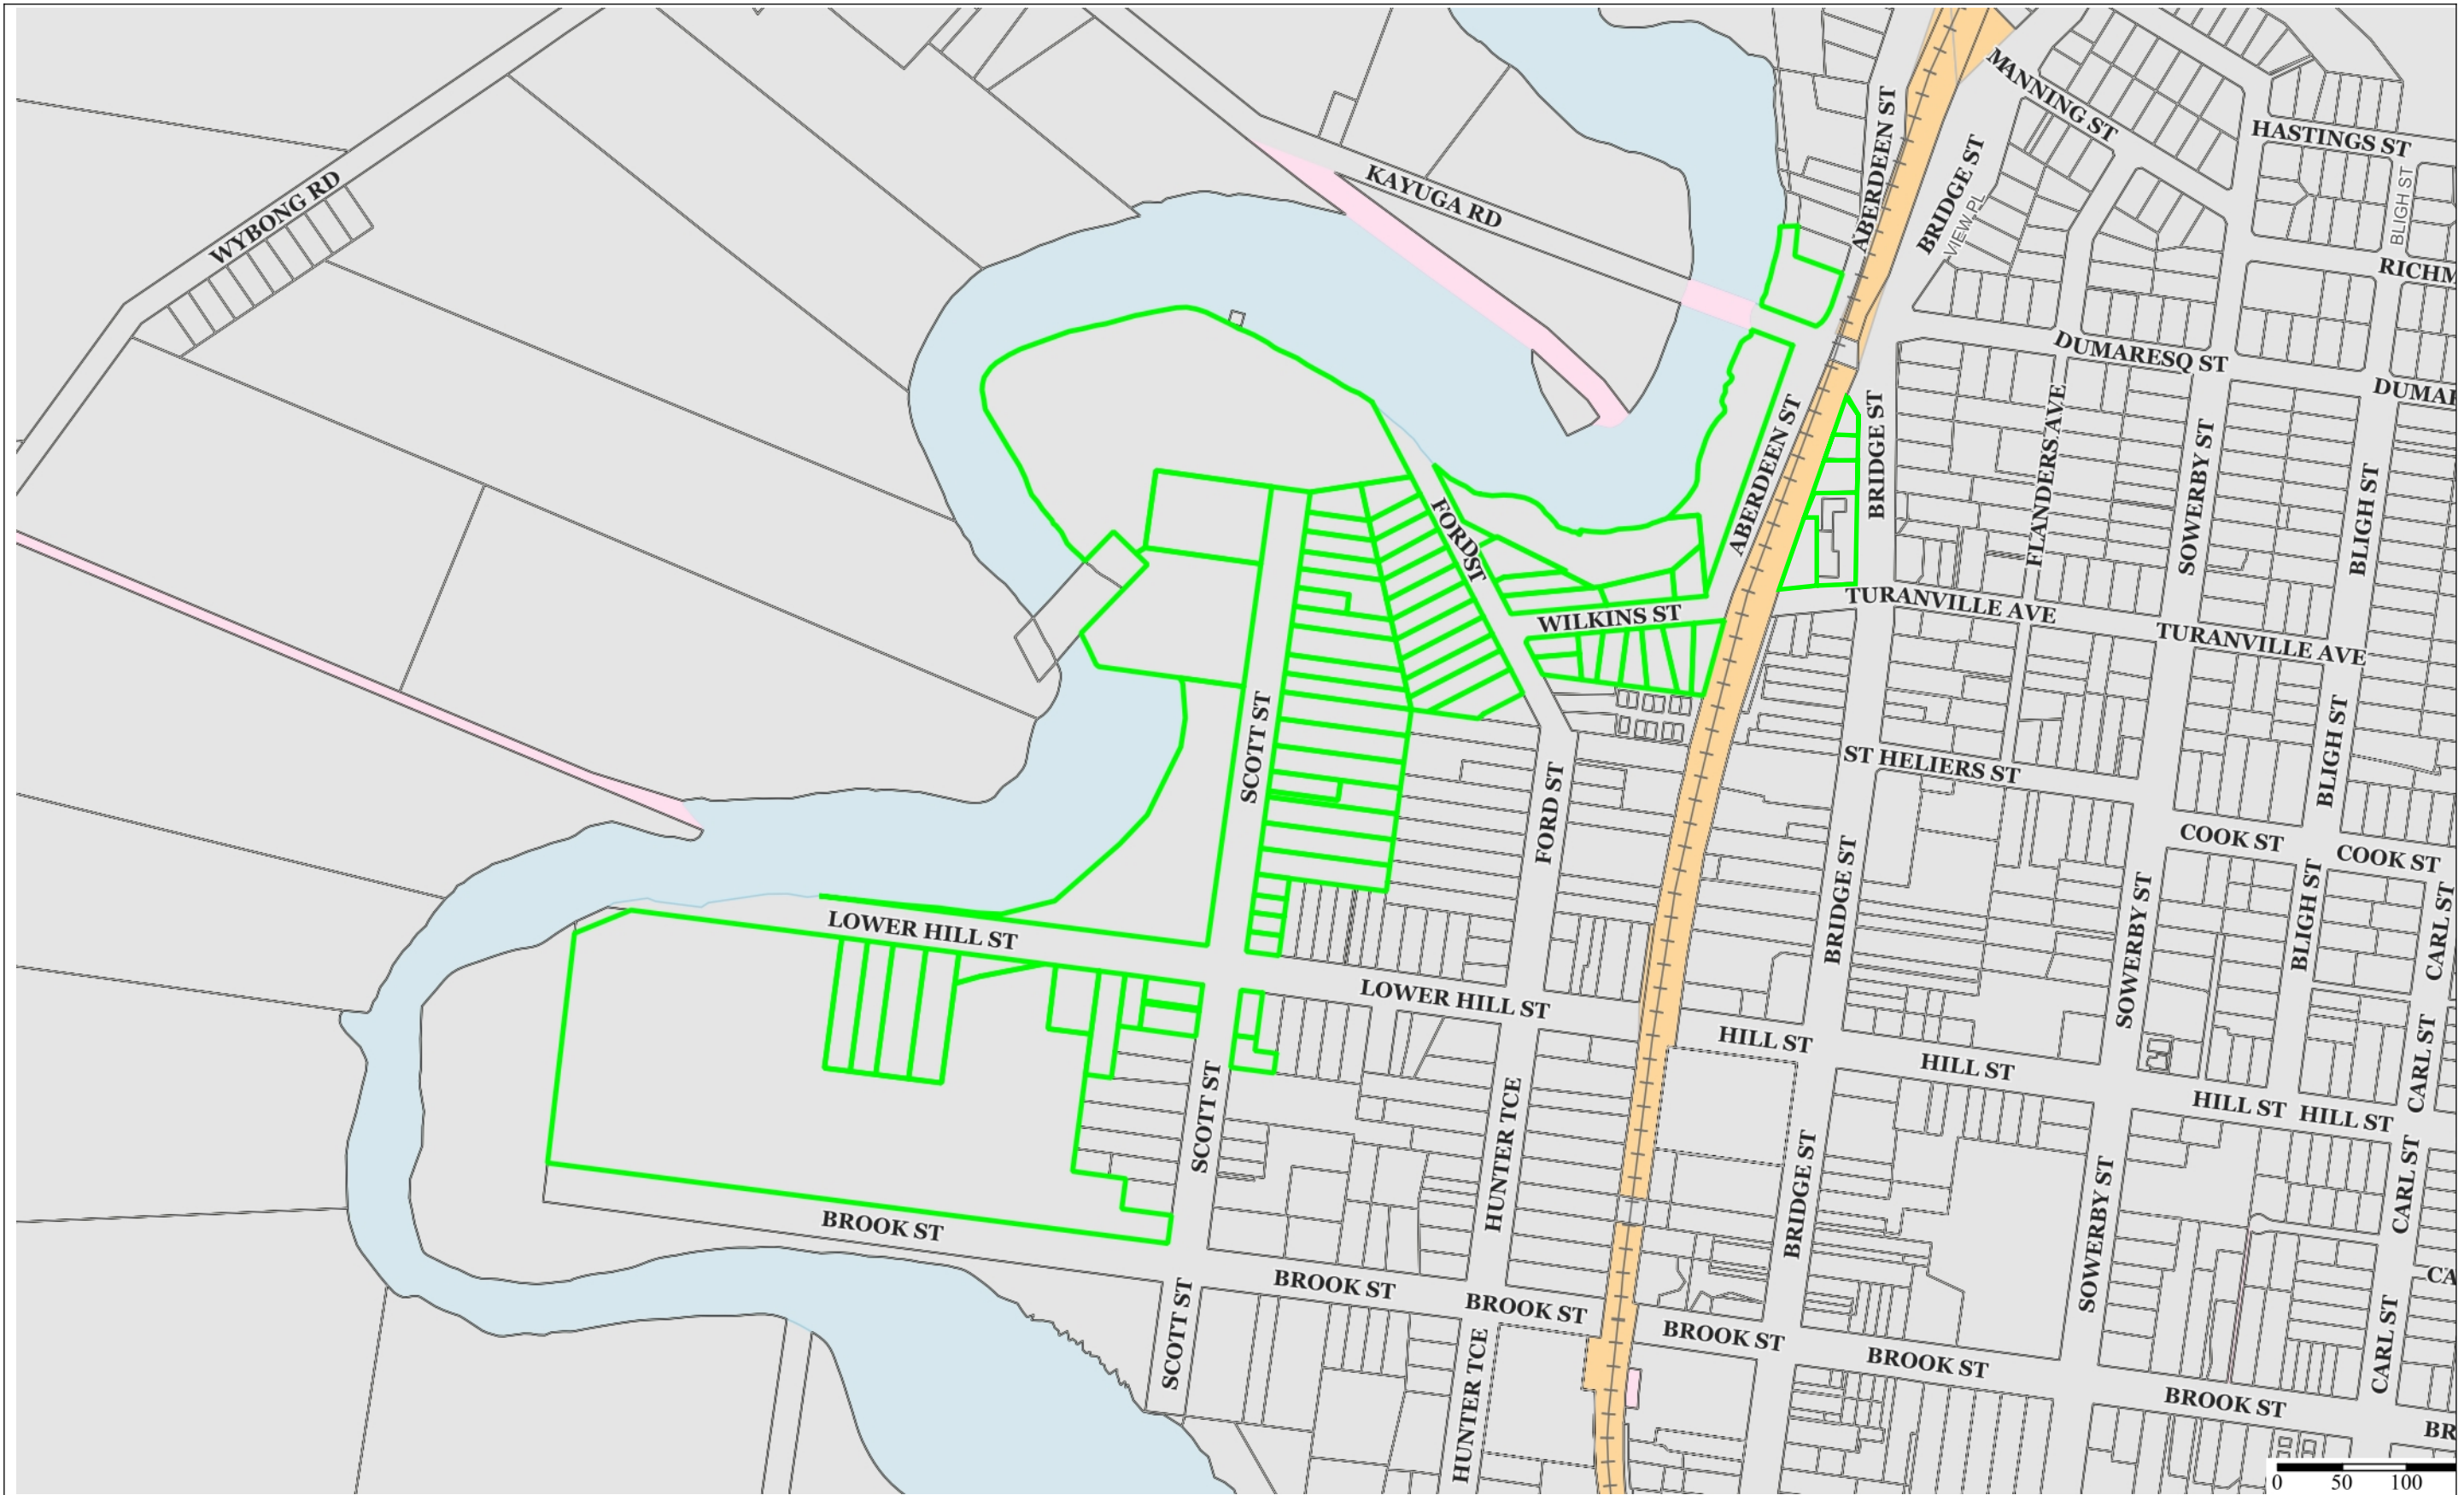 MANNING ST
HASTINGS ST
ABERDEEN ST
BRIDGE ST
VIEW PL
BLIGH ST
WYBONG RD
KAYUGA RD
RICHM
DUMARESQ ST
DUMAR
FLANDERS AVE
SOWERBY ST
BLIGH ST
BRIDGE ST
ABERDEEN ST
FORD ST
WILKINS ST
TURANVILLE AVE
TURANVILLE AVE
SCOTT ST
ST HELIERS ST
BLIGH ST
FORD ST
COOK ST
COOK ST
BRIDGE ST
SOWERBY ST
BLIGH ST
CARL ST
LOWER HILL ST
LOWER HILL ST
HILL ST
HILL ST
CARL ST
HILL ST
HILL ST
SCOTT ST
HUNTER TCE
BRIDGE ST
SOWERBY ST
CARL ST
BROOK ST
BROOK ST
BROOK ST
BROOK ST
BROOK ST
BROOK ST
CA
CARL ST
SCOTT ST
HUNTER TCE
BR
0 50 100